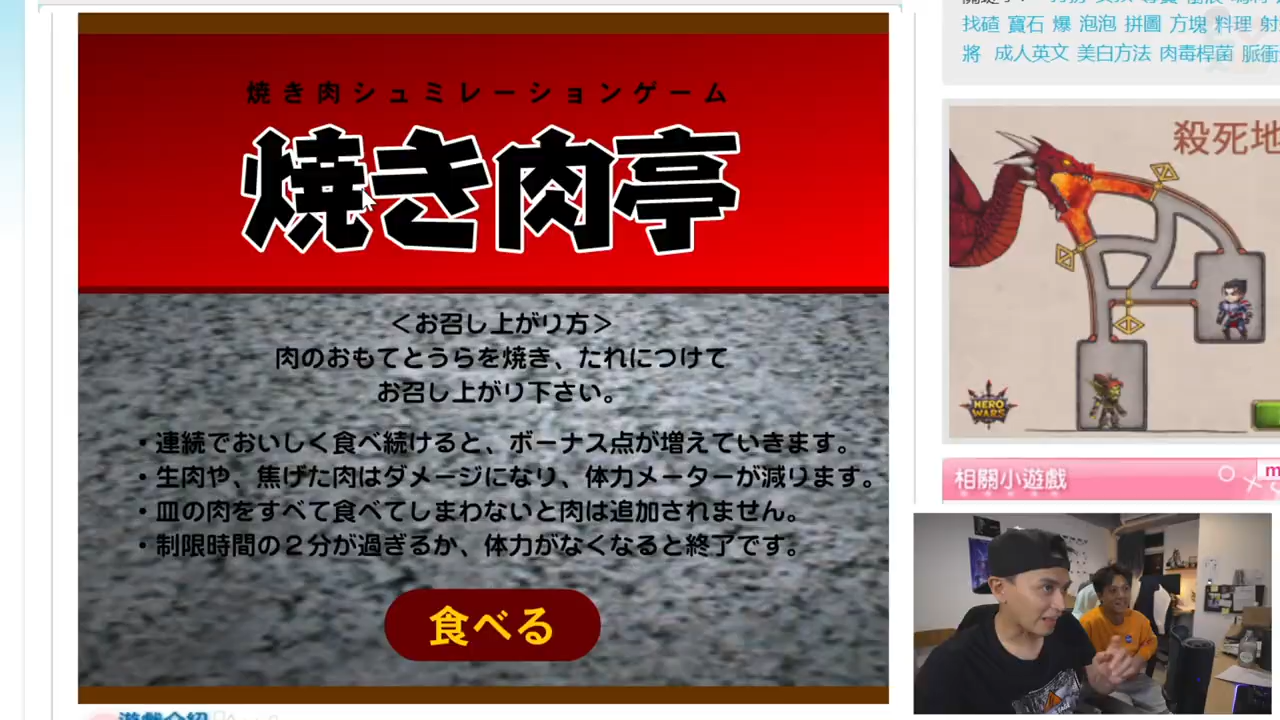 找碴 寶石 爆 泡泡 拼圖 方塊 料理
將 成人英文 美白方法 肉毒桿菌 脈衝
焼き肉シュミレーションゲーム
焼き肉亭
殺死地
＜お召し上がり方＞
肉のおもてとうらを焼き、たれにつけて
お召し上がり下さい。
・連続でおいしく食べ続けると、ボーナス点が増えていきます。
・生肉や、焦げた肉はダメージになり、体力メーターが減ります。
・皿の肉をすべて食べてしまわないと肉は追加されません。
・制限時間の２分が過ぎるか、体力がなくなると終了です。
食べる
HERO WARS
相關小遊戲
遊戲介紹